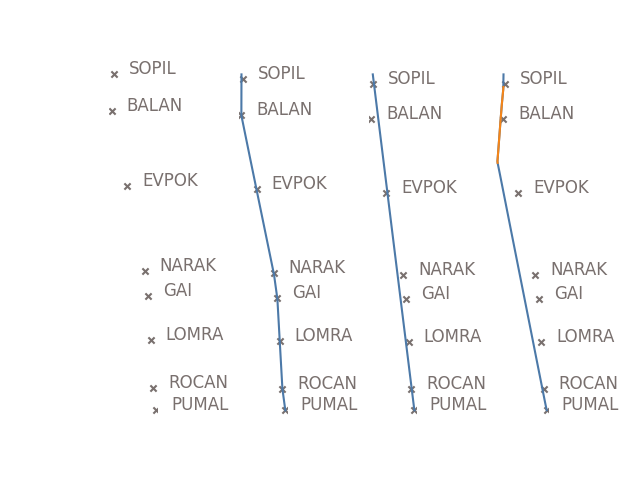 SOPIL SOPIL SOPIL SOPIL
BALAN BALAN BALAN BALAN
EVPOK EVPOK EVPOK EVPOK
NARAK NARAK NARAK NARAK
GAI GAI GAI GAI
LOMRA LOMRA LOMRA LOMRA
ROCAN ROCAN ROCAN ROCAN
PUMAL PUMAL PUMAL PUMAL